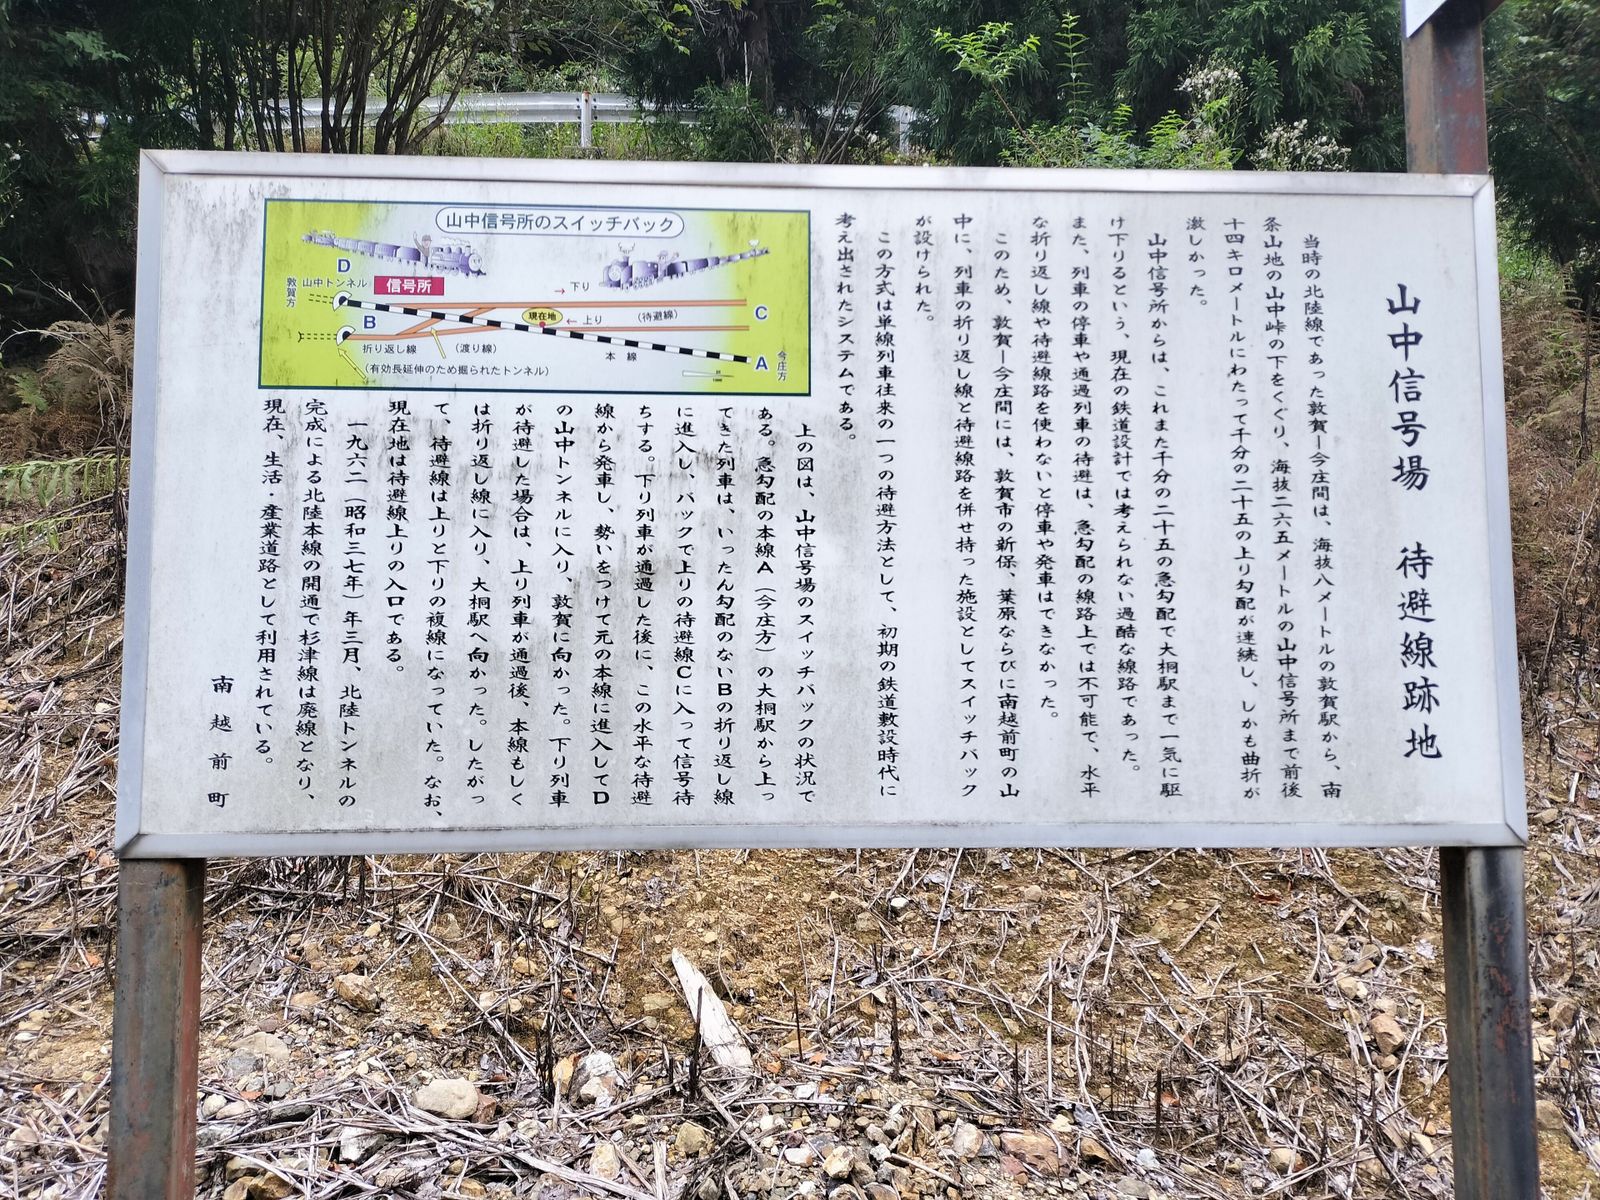 山中信号場　待避線跡地
当時の北陸線であった敦賀ー今庄間は、海抜八メートルの敦賀駅から、南
条山地の山中峠の下をくぐり、海抜二六五メートルの山中信号所まで前後
十四キロメートルにわたって千分の二十五の上り勾配が連続し、しかも曲折が
激しかった。
山中信号所からは、これまた千分の二十五の急勾配で大桐駅まで一気に駆
け下りるという、現在の鉄道設計では考えられない過酷な線路であった。
また、列車の停車や通過列車の待避は、急勾配の線路上では不可能で、水平
な折り返し線や待避線路を使わないと停車や発車はできなかった。
このため、敦賀ー今庄間には、敦賀市の新保、葉原ならびに南越前町の山
中に、列車の折り返し線と待避線路を併せ持った施設としてスイッチバック
が設けられた。
この方式は単線列車往来の一つの待避方法として、初期の鉄道敷設時代に
考え出されたシステムである。
山中信号所のスイッチバック
D
山中トンネル
信号所
敦賀方
→下り
B
現在地
←上り
(待避線)
C
折り返し線
(渡り線)
本線
A
今庄方
(有効長延伸のため掘られたトンネル)
上の図は、山中信号場のスイッチバックの状況で
ある。急勾配の本線A（今庄方）の大桐駅から上っ
てきた列車は、いったん勾配のないBの折り返し線
に進入し、バックで上りの待避線Cに入って信号待
ちする。下り列車が通過した後に、この水平な待避
線から発車し、勢いをつけて元の本線に進入してD
の山中トンネルに入り、敦賀に向かった。下り列車
が待避した場合は、上り列車が通過後、本線もしく
は折り返し線に入り、大桐駅へ向かった。したがっ
て、待避線は上りと下りの複線になっていた。なお、
現在地は待避線上りの入口である。
一九六二（昭和三七年）年三月、北陸トンネルの
完成による北陸本線の開通で杉津線は廃線となり、
現在、生活・産業道路として利用されている。
南越前町